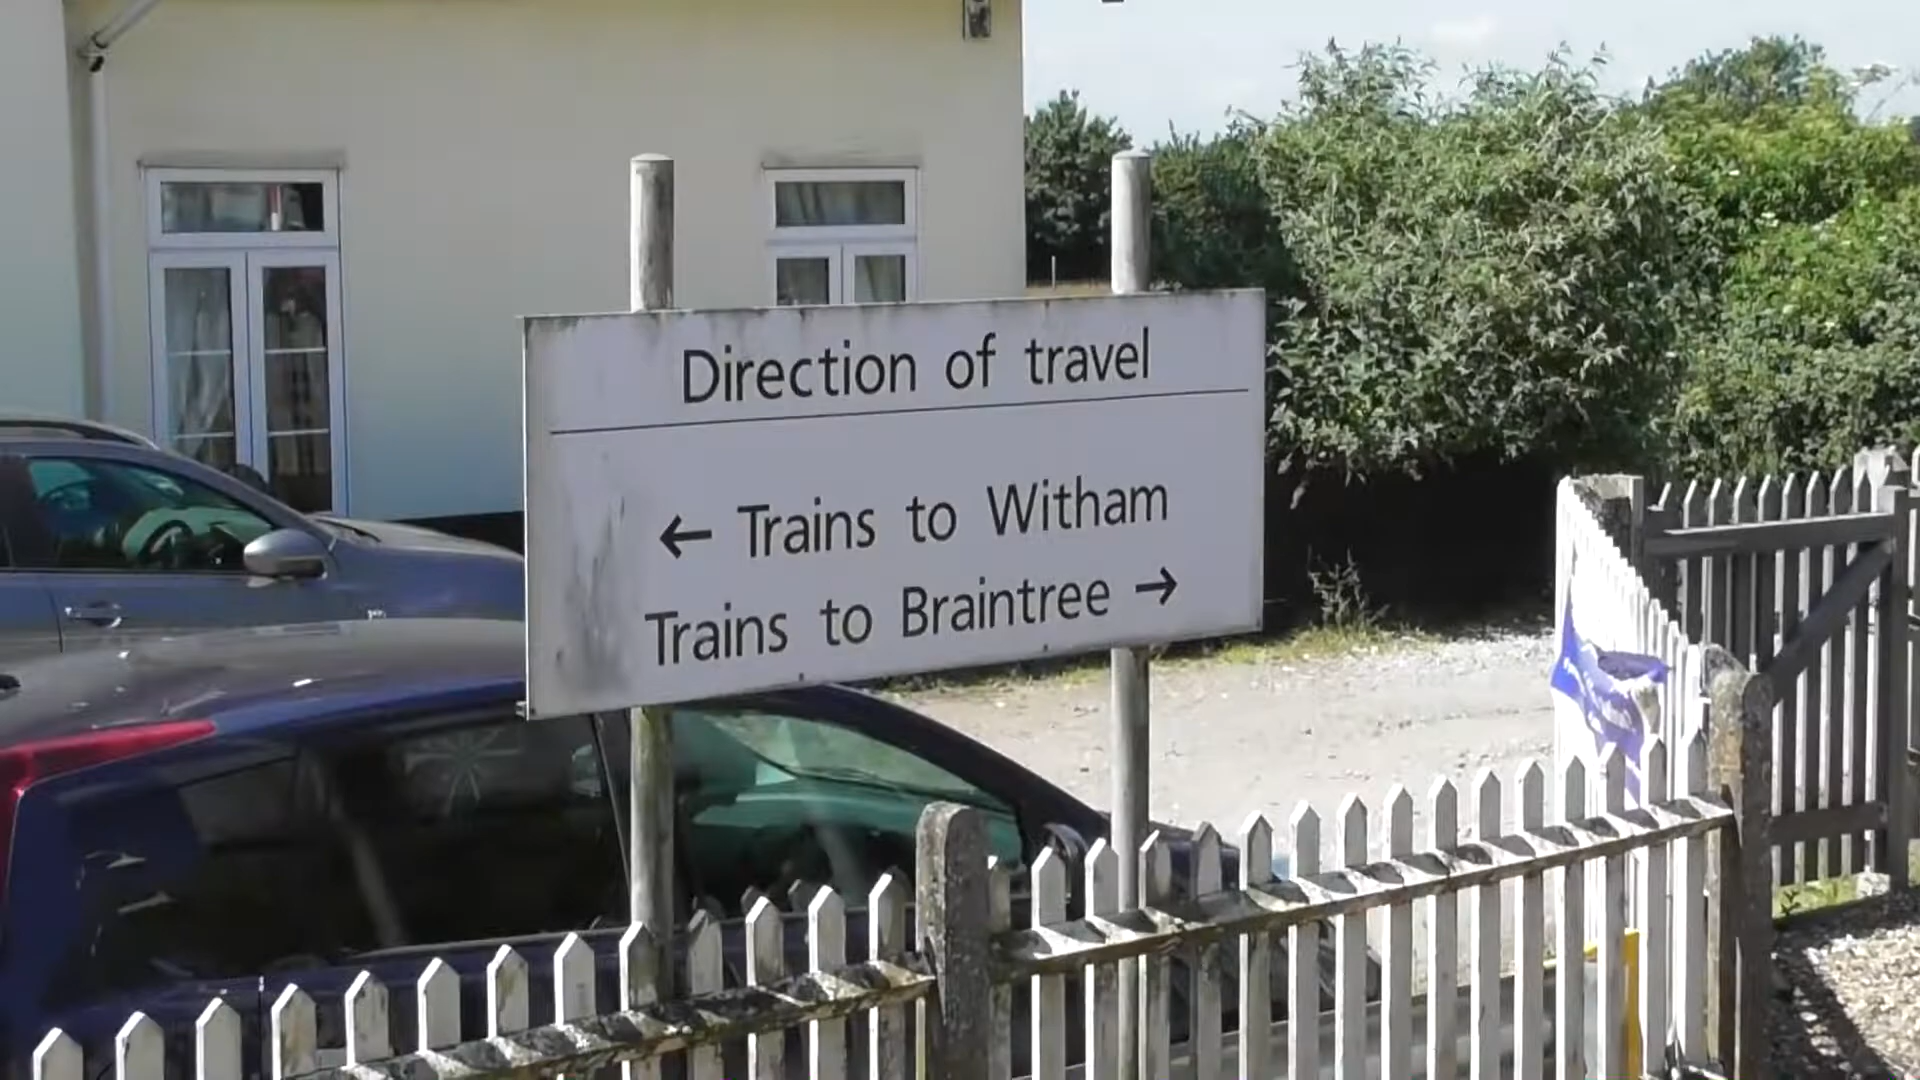 Direction of travel
← Trains to Witham
Trains to Braintree →